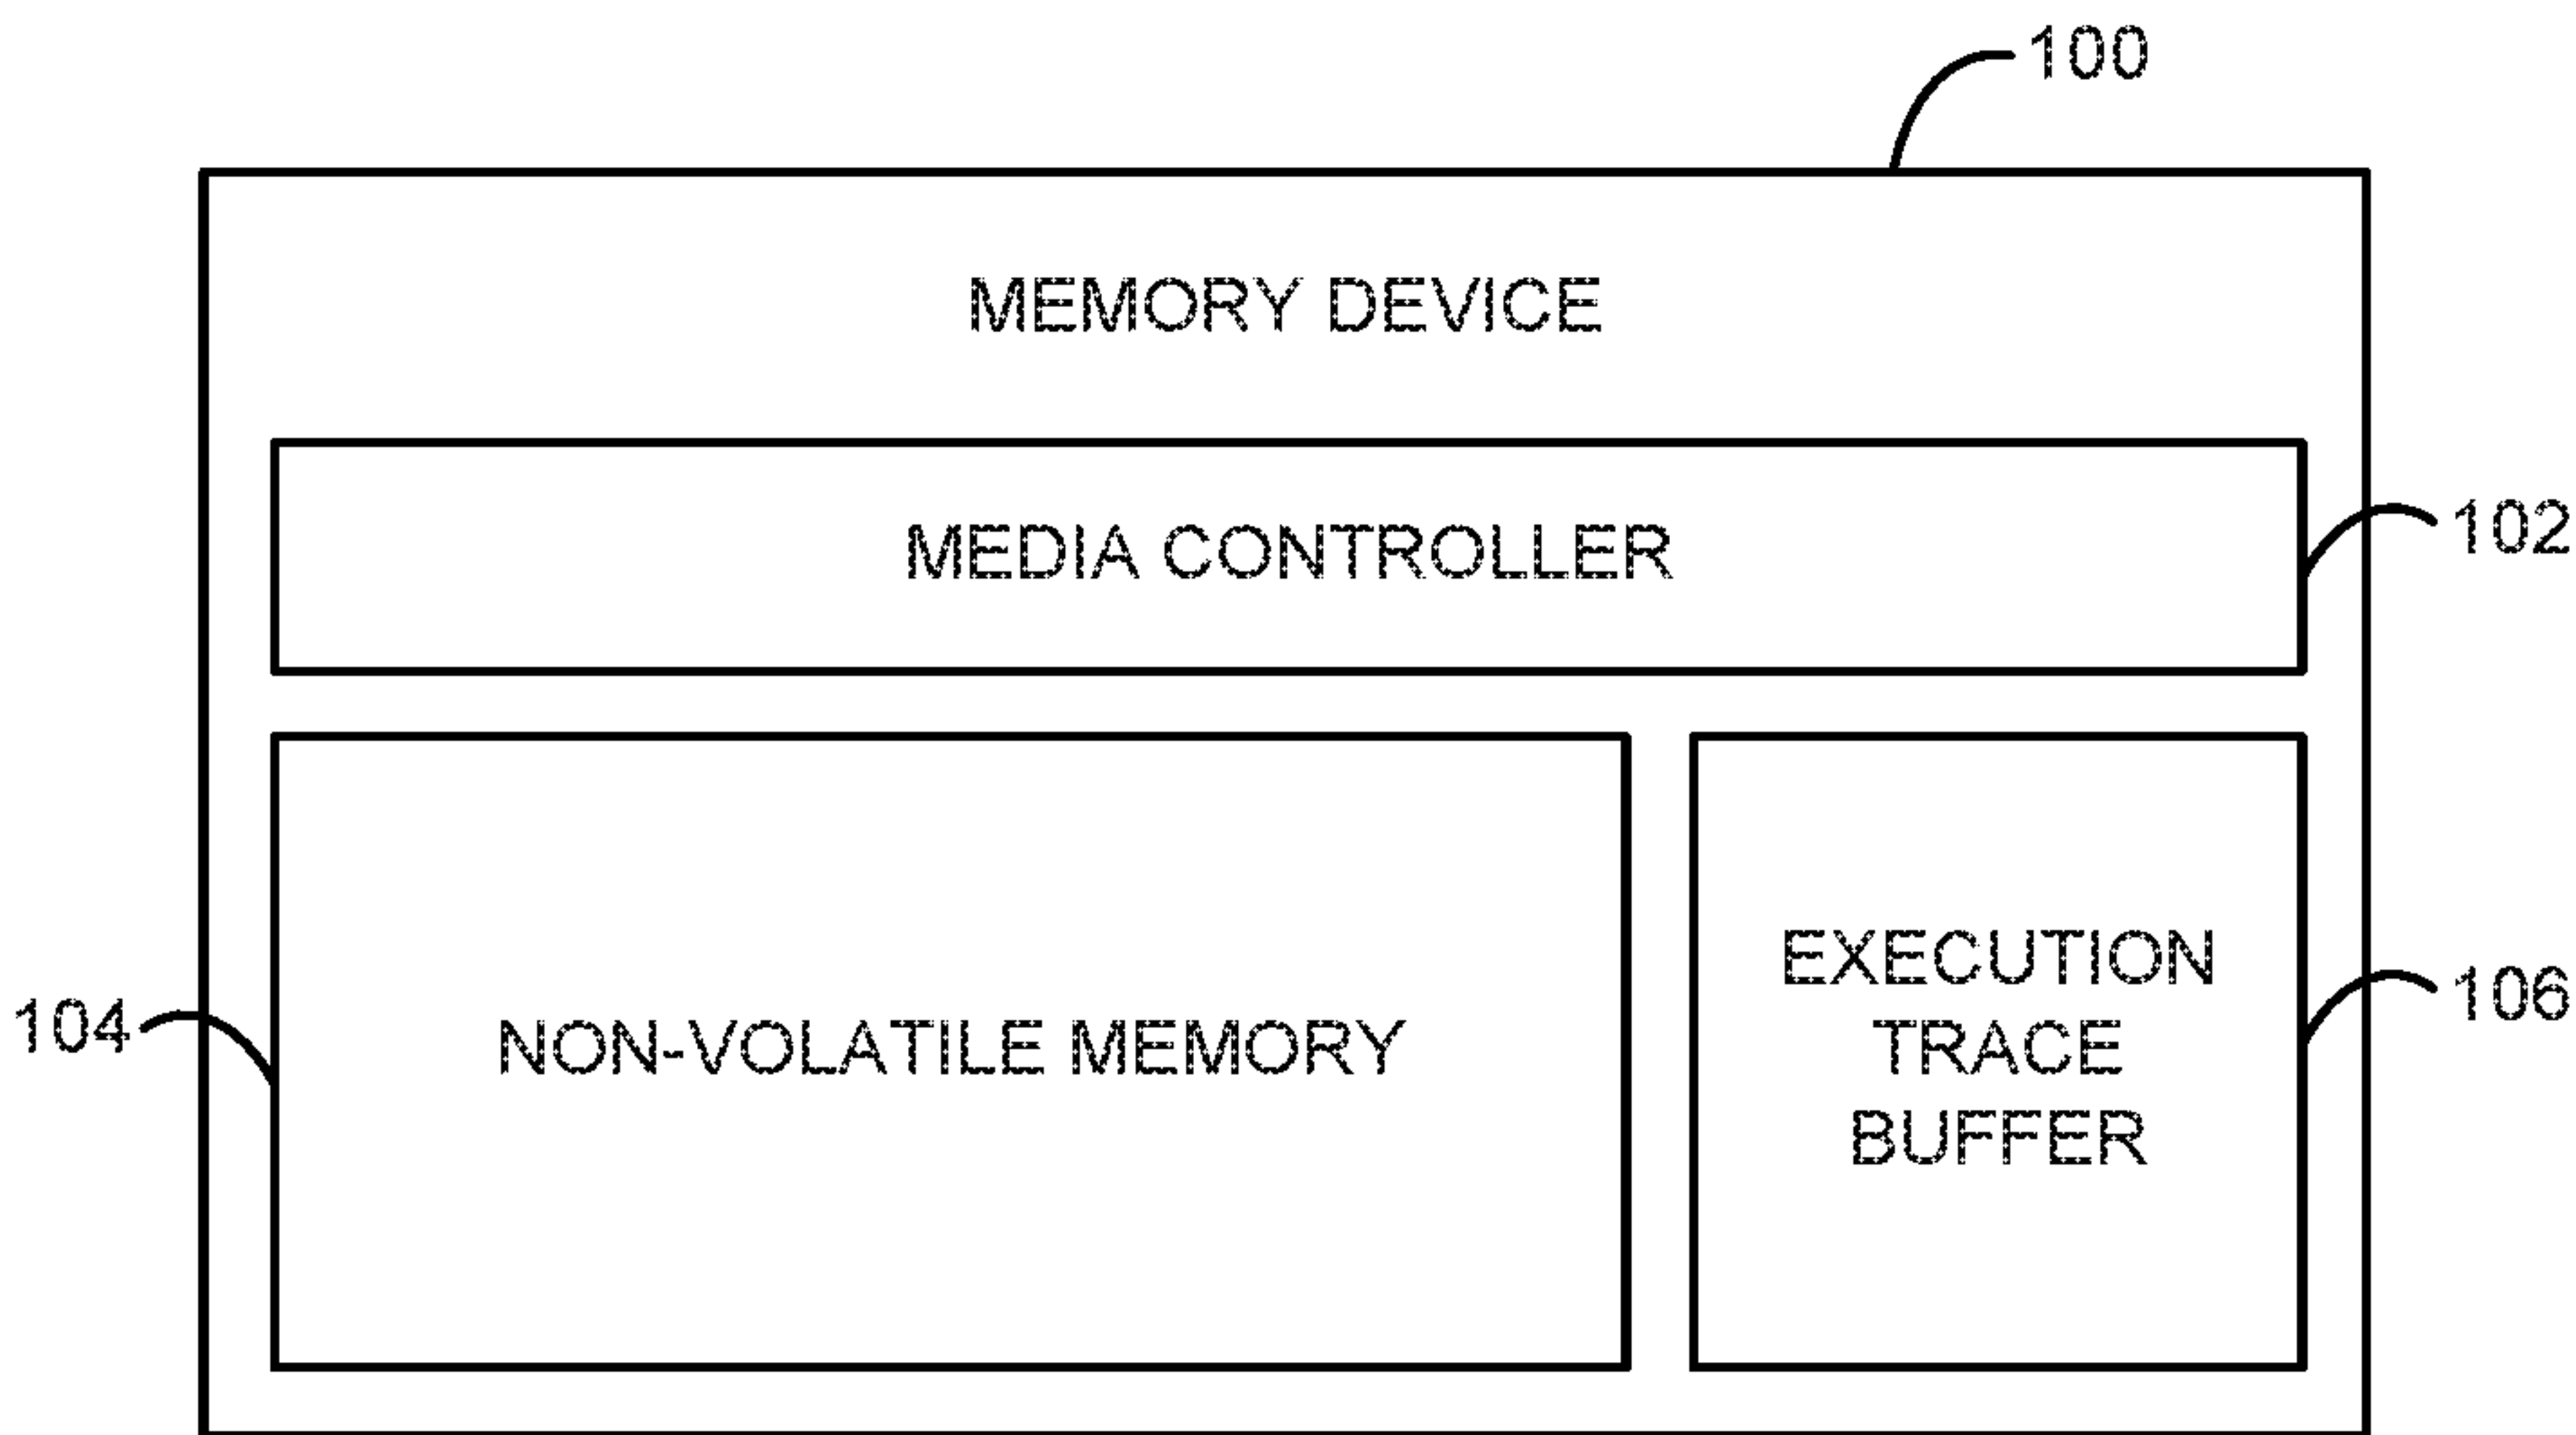 100
MEMORY DEVICE
MEDIA CONTROLLER
102
104
NON-VOLATILE MEMORY
EXECUTION
TRACE
BUFFER
106